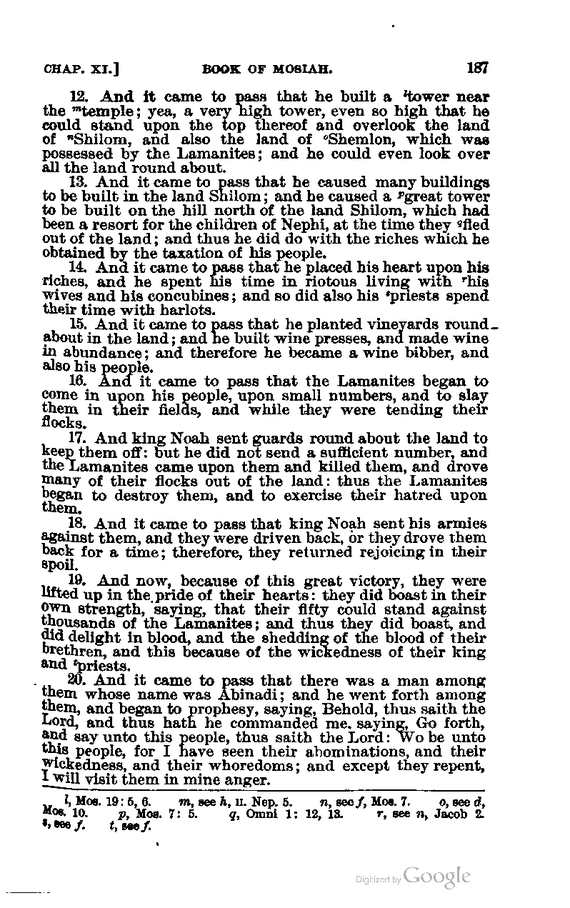 CHAP. XI.] BOOK OF MOSIAH. 187
12. And it came to pass that he built a ˡtower near
the ᵐtemple; yea, a very high tower, even so high that he
could stand upon the top thereof and overlook the land
of ⁿShilom, and also the land of ᵒShemlon, which was
possessed by the Lamanites; and he could even look over
all the land round about.
13. And it came to pass that he caused many buildings
to be built in the land Shilom; and he caused a ᵖgreat tower
to be built on the hill north of the land Shilom, which had
been a resort for the children of Nephi, at the time they qfled
out of the land; and thus he did do with the riches which he
obtained by the taxation of his people.
14. And it came to pass that he placed his heart upon his
riches, and he spent his time in riotous living with ʳhis
wives and his concubines; and so did also his ˢpriests spend
their time with harlots.
15. And it came to pass that he planted vineyards round
about in the land; and he built wine presses, and made wine
in abundance; and therefore he became a wine bibber, and
also his people.
16. And it came to pass that the Lamanites began to
come in upon his people, upon small numbers, and to slay
them in their fields, and while they were tending their
flocks.
17. And king Noah sent guards round about the land to
keep them off: but he did not send a sufficient number, and
the Lamanites came upon them and killed them, and drove
many of their flocks out of the land: thus the Lamanites
began to destroy them, and to exercise their hatred upon
them.
18. And it came to pass that king Noah sent his armies
against them, and they were driven back, or they drove them
back for a time; therefore, they returned rejoicing in their
spoil.
19. And now, because of this great victory, they were
lifted up in the pride of their hearts: they did boast in their
own strength, saying, that their fifty could stand against
thousands of the Lamanites; and thus they did boast, and
did delight in blood, and the shedding of the blood of their
brethren, and this because of the wickedness of their king
and ᵗpriests.
20. And it came to pass that there was a man among
them whose name was Abinadi; and he went forth among
them, and began to prophesy, saying, Behold, thus saith the
Lord, and thus hath he commanded me, saying, Go forth,
and say unto this people, thus saith the Lord: Wo be unto
this people, for I have seen their abominations, and their
wickedness, and their whoredoms; and except they repent,
I will visit them in mine anger.
l, Mos. 19: 5, 6. m, see h, II. Nep. 5. n, see f, Mos. 7. o, see d,
Mos. 10. p, Mos. 7: 5. q, Omni 1: 12, 13. r, see n, Jacob 2.
s, see f. t, see f.
Digitized by Google